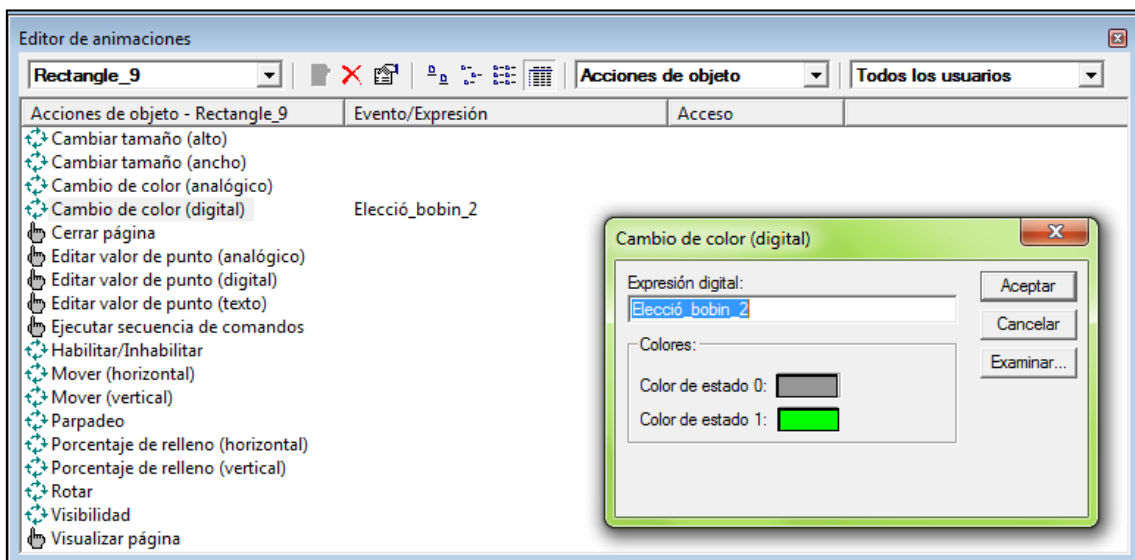 Editor de animaciones
Rectangle_9 Acciones de objeto Todos los usuarios
Acciones de objeto - Rectangle_9 Evento/Expresión Acceso
Cambiar tamaño (alto)
Cambiar tamaño (ancho)
Cambio de color (analógico)
Cambio de color (digital) Elecció_bobin_2
Cerrar página
Editar valor de punto (analógico)
Editar valor de punto (digital)
Editar valor de punto (texto)
Ejecutar secuencia de comandos
Habilitar/Inhabilitar
Mover (horizontal)
Mover (vertical)
Parpadeo
Porcentaje de relleno (horizontal)
Porcentaje de relleno (vertical)
Rotar
Visibilidad
Visualizar página
Cambio de color (digital)
Expresión digital:
Elecció_bobin_2
Aceptar
Cancelar
Examinar...
Colores:
Color de estado 0:
Color de estado 1: